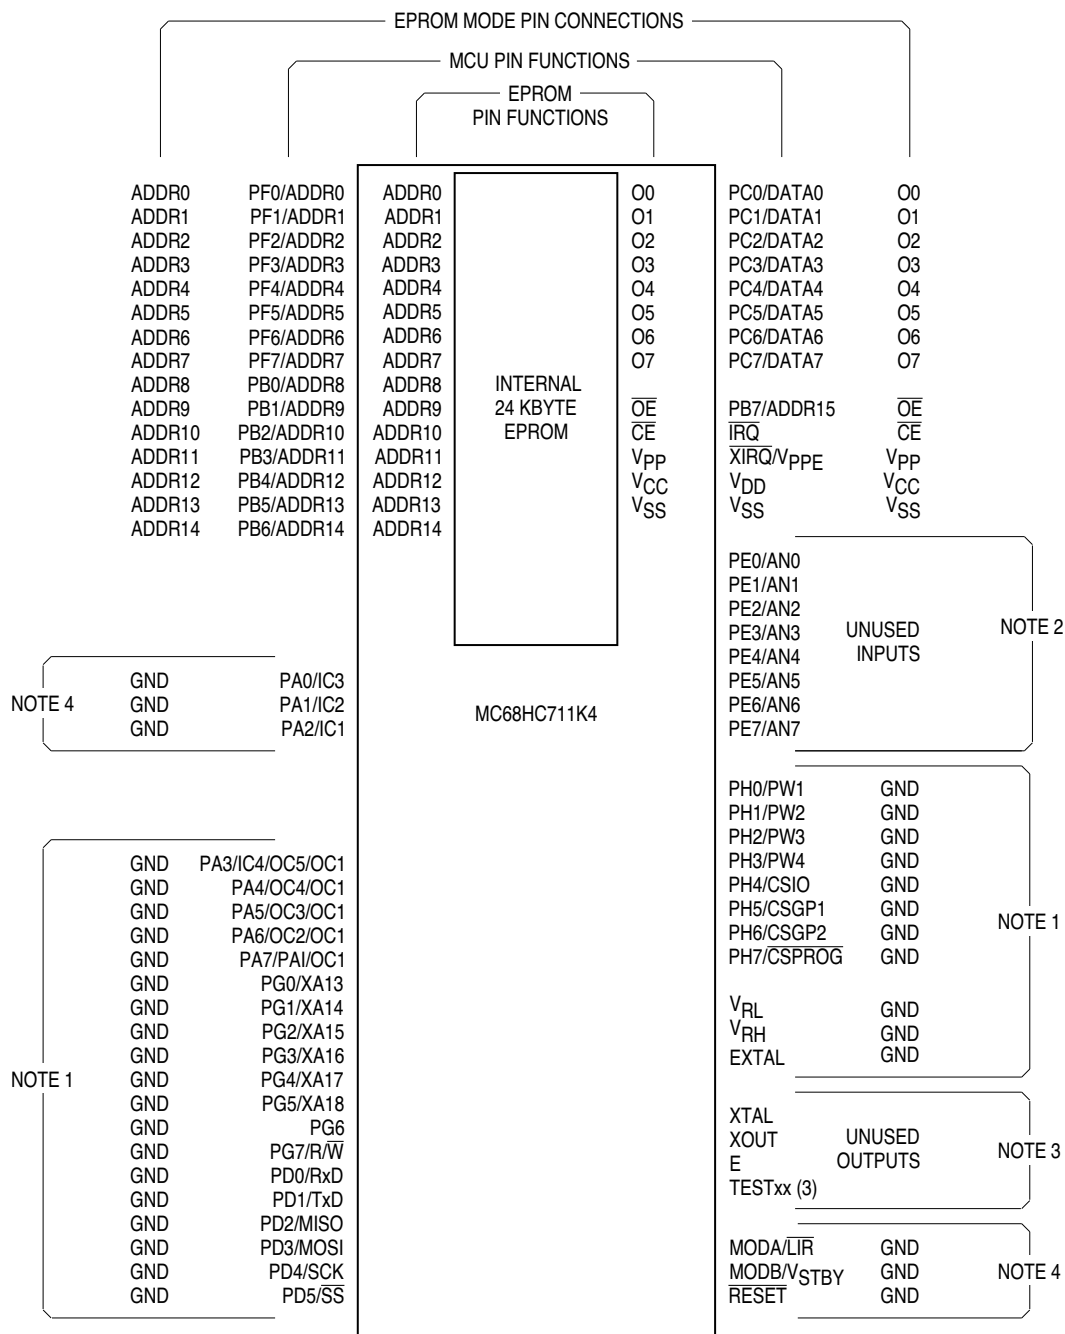 EPROM MODE PIN CONNECTIONS
MCU PIN FUNCTIONS
EPROM
PIN FUNCTIONS
ADDR0 PF0/ADDR0 ADDR0 O0 PC0/DATA0 O0
ADDR1 PF1/ADDR1 ADDR1 O1 PC1/DATA1 O1
ADDR2 PF2/ADDR2 ADDR2 O2 PC2/DATA2 O2
ADDR3 PF3/ADDR3 ADDR3 O3 PC3/DATA3 O3
ADDR4 PF4/ADDR4 ADDR4 O4 PC4/DATA4 O4
ADDR5 PF5/ADDR5 ADDR5 O5 PC5/DATA5 O5
ADDR6 PF6/ADDR6 ADDR6 O6 PC6/DATA6 O6
ADDR7 PF7/ADDR7 ADDR7 O7 PC7/DATA7 O7
ADDR8 PB0/ADDR8 ADDR8 INTERNAL
ADDR9 PB1/ADDR9 ADDR9 24 KBYTE O̅E̅ PB7/ADDR15 O̅E̅
ADDR10 PB2/ADDR10 ADDR10 EPROM C̅E̅ I̅R̅Q̅ C̅E̅
ADDR11 PB3/ADDR11 ADDR11 VPP X̅I̅R̅Q̅/VPPE VPP
ADDR12 PB4/ADDR12 ADDR12 VCC VDD VCC
ADDR13 PB5/ADDR13 ADDR13 VSS VSS VSS
ADDR14 PB6/ADDR14 ADDR14
PE0/AN0
PE1/AN1
PE2/AN2
PE3/AN3 UNUSED NOTE 2
PE4/AN4 INPUTS
PE5/AN5
PE6/AN6
PE7/AN7
GND PA0/IC3
NOTE 4 GND PA1/IC2
GND PA2/IC1
MC68HC711K4
PH0/PW1 GND
PH1/PW2 GND
PH2/PW3 GND
PH3/PW4 GND
PH4/CSIO GND
PH5/CSGP1 GND
PH6/CSGP2 GND NOTE 1
PH7/C̅S̅P̅R̅O̅G̅ GND
VRL GND
VRH GND
EXTAL GND
GND PA3/IC4/OC5/OC1
GND PA4/OC4/OC1
GND PA5/OC3/OC1
GND PA6/OC2/OC1
GND PA7/PAI/OC1
GND PG0/XA13
GND PG1/XA14
GND PG2/XA15
GND PG3/XA16
NOTE 1 GND PG4/XA17
GND PG5/XA18
GND PG6
GND PG7/R/W̅
GND PD0/RxD
GND PD1/TxD
GND PD2/MISO
GND PD3/MOSI
GND PD4/SCK
GND PD5/S̅S̅
XTAL
XOUT UNUSED NOTE 3
E OUTPUTS
TESTxx (3)
MODA/L̅I̅R̅ GND
MODB/VSTBY GND NOTE 4
R̅E̅S̅E̅T̅ GND